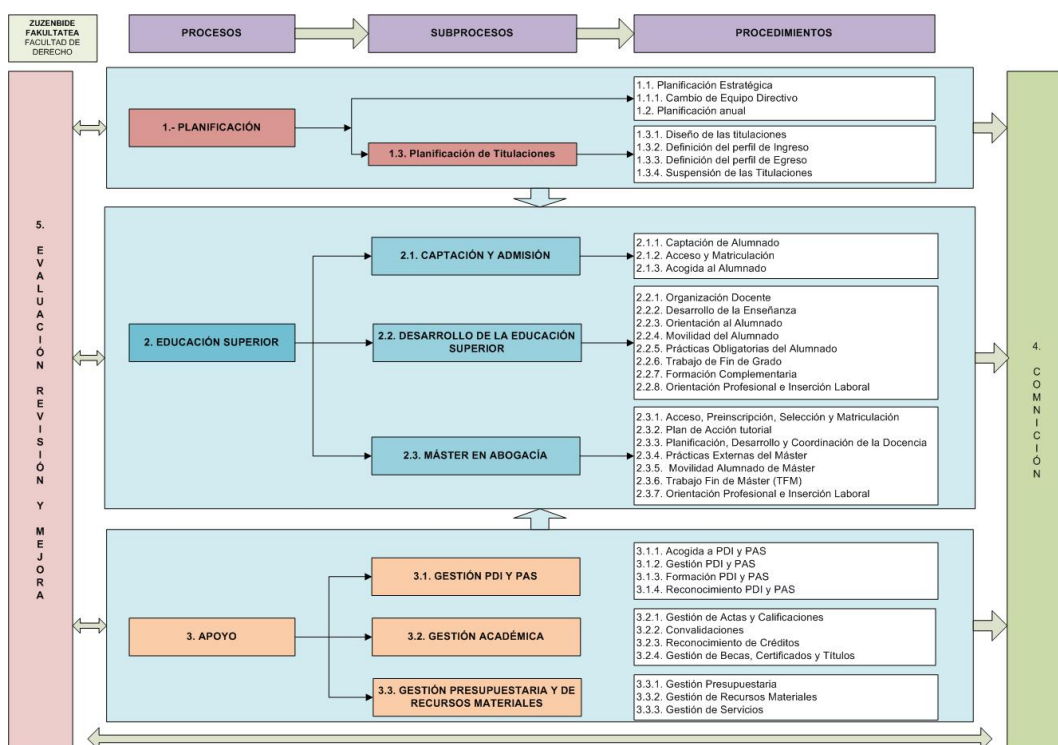 ZUZENBIDE
FAKULTATEA
FACULTAD DE
DERECHO
PROCESOS
SUBPROCESOS
PROCEDIMIENTOS
5. EVALUACIÓN REVISIÓN Y MEJORA
1.- PLANIFICACIÓN
1.1. Planificación Estratégica
1.1.1. Cambio de Equipo Directivo
1.2. Planificación anual
1.3. Planificación de Titulaciones
1.3.1. Diseño de las titulaciones
1.3.2. Definición del perfil de Ingreso
1.3.3. Definición del perfil de Egreso
1.3.4. Suspensión de las Titulaciones
2. EDUCACIÓN SUPERIOR
2.1. CAPTACIÓN Y ADMISIÓN
2.1.1. Captación de Alumnado
2.1.2. Acceso y Matriculación
2.1.3. Acogida al Alumnado
2.2. DESARROLLO DE LA EDUCACIÓN
SUPERIOR
2.2.1. Organización Docente
2.2.2. Desarrollo de la Enseñanza
2.2.3. Orientación al Alumnado
2.2.4. Movilidad del Alumnado
2.2.5. Prácticas Obligatorias del Alumnado
2.2.6. Trabajo de Fin de Grado
2.2.7. Formación Complementaria
2.2.8. Orientación Profesional e Inserción Laboral
2.3. MÁSTER EN ABOGACÍA
2.3.1. Acceso, Preinscripción, Selección y Matriculación
2.3.2. Plan de Acción tutorial
2.3.3. Planificación, Desarrollo y Coordinación de la Docencia
2.3.4. Prácticas Externas del Máster
2.3.5. Movilidad Alumnado de Máster
2.3.6. Trabajo Fin de Máster (TFM)
2.3.7. Orientación Profesional e Inserción Laboral
3. APOYO
3.1. GESTIÓN PDI Y PAS
3.1.1. Acogida a PDI y PAS
3.1.2. Gestión PDI y PAS
3.1.3. Formación PDI y PAS
3.1.4. Reconocimiento PDI y PAS
3.2. GESTIÓN ACADÉMICA
3.2.1. Gestión de Actas y Calificaciones
3.2.2. Convalidaciones
3.2.3. Reconocimiento de Créditos
3.2.4. Gestión de Becas, Certificados y Títulos
3.3. GESTIÓN PRESUPUESTARIA Y DE
RECURSOS MATERIALES
3.3.1. Gestión Presupuestaria
3.3.2. Gestión de Recursos Materiales
3.3.3. Gestión de Servicios
4. COMNICIÓN